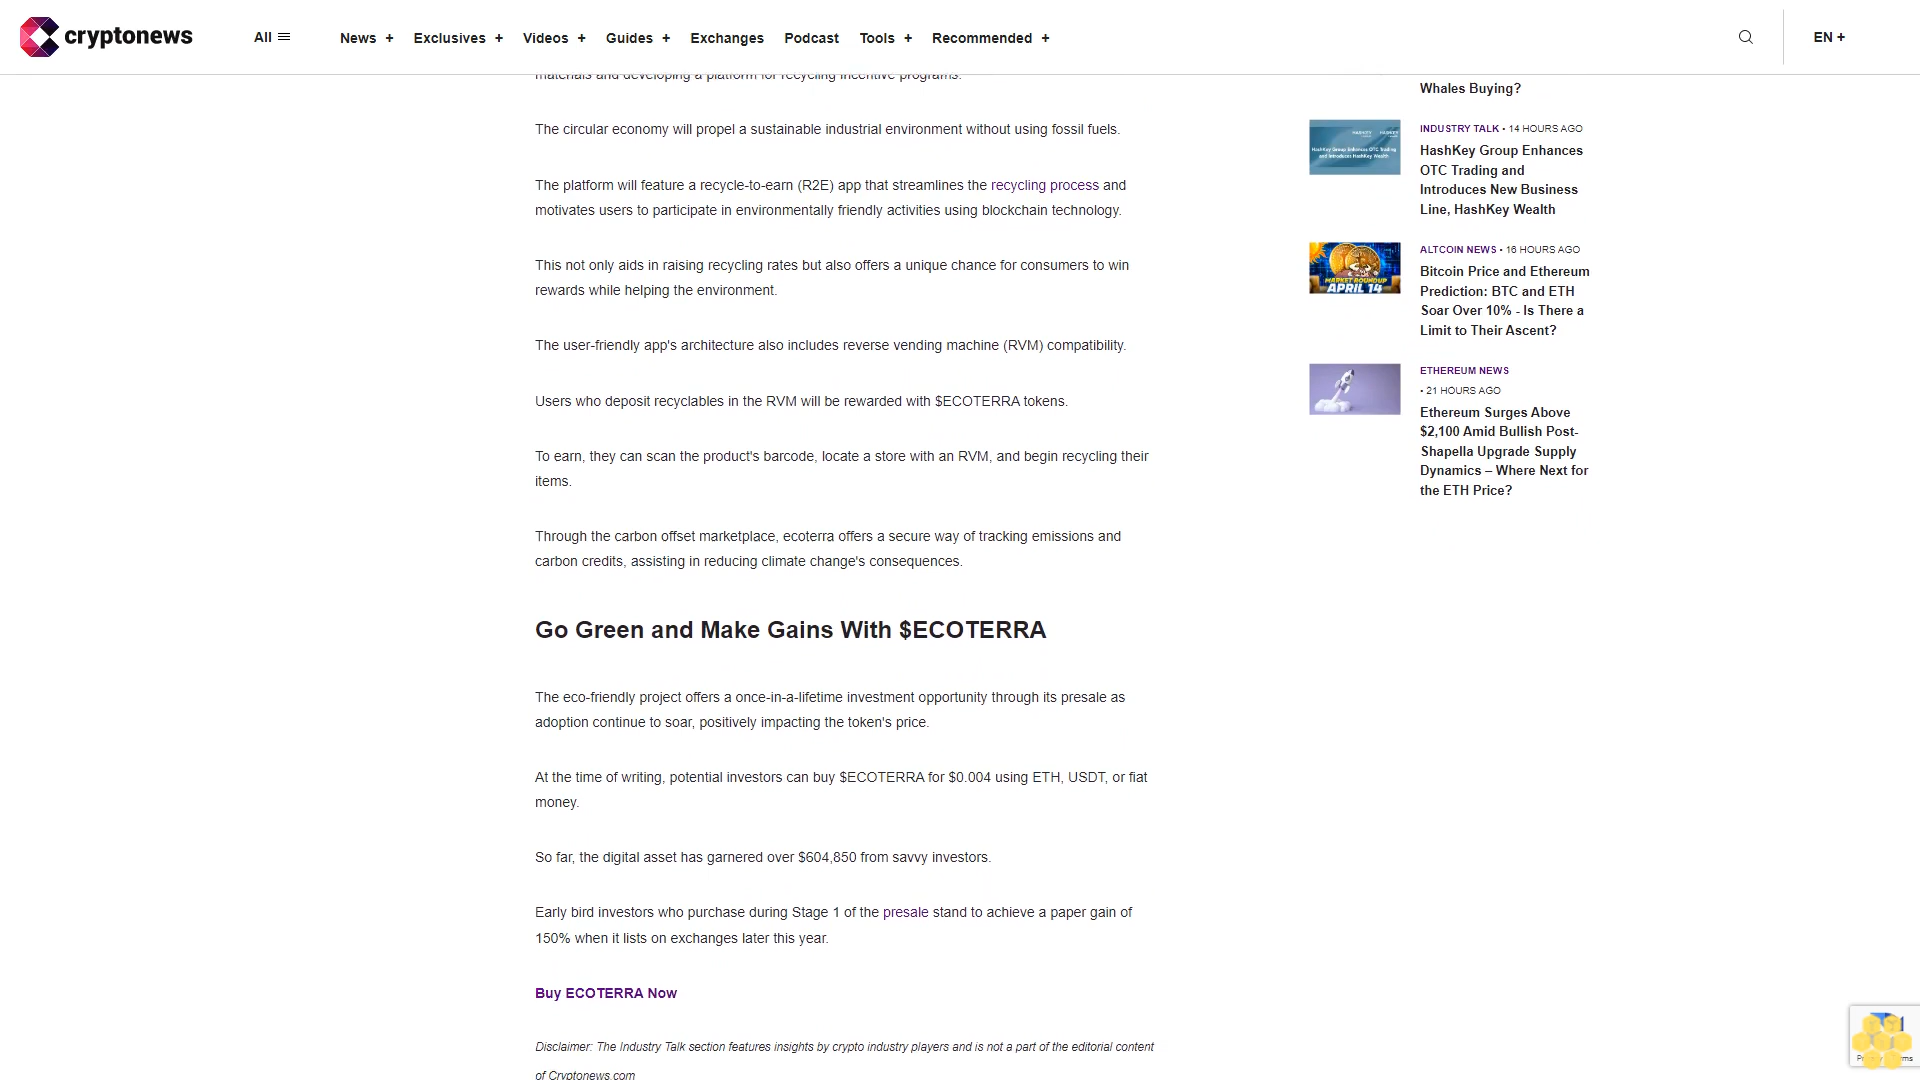 cryptonews
All
News +
Exclusives +
Videos +
Guides +
Exchanges
Podcast
Tools +
Recommended +
EN +
materials and developing a platform for recycling incentive programs.
The circular economy will propel a sustainable industrial environment without using fossil fuels.
The platform will feature a recycle-to-earn (R2E) app that streamlines the recycling process and
motivates users to participate in environmentally friendly activities using blockchain technology.
This not only aids in raising recycling rates but also offers a unique chance for consumers to win
rewards while helping the environment.
The user-friendly app's architecture also includes reverse vending machine (RVM) compatibility.
Users who deposit recyclables in the RVM will be rewarded with $ECOTERRA tokens.
To earn, they can scan the product's barcode, locate a store with an RVM, and begin recycling their
items.
Through the carbon offset marketplace, ecoterra offers a secure way of tracking emissions and
carbon credits, assisting in reducing climate change's consequences.
Go Green and Make Gains With $ECOTERRA
The eco-friendly project offers a once-in-a-lifetime investment opportunity through its presale as
adoption continue to soar, positively impacting the token's price.
At the time of writing, potential investors can buy $ECOTERRA for $0.004 using ETH, USDT, or fiat
money.
So far, the digital asset has garnered over $604,850 from savvy investors.
Early bird investors who purchase during Stage 1 of the presale stand to achieve a paper gain of
150% when it lists on exchanges later this year.
Buy ECOTERRA Now
Disclaimer: The Industry Talk section features insights by crypto industry players and is not a part of the editorial content
of Cryptonews.com
Whales Buying?
HashKey Group Enhances OTC Trading
and Introduces HashKey Wealth
INDUSTRY TALK • 14 HOURS AGO
HashKey Group Enhances
OTC Trading and
Introduces New Business
Line, HashKey Wealth
MARKET ROUNDUP
APRIL 14
ALTCOIN NEWS • 16 HOURS AGO
Bitcoin Price and Ethereum
Prediction: BTC and ETH
Soar Over 10% - Is There a
Limit to Their Ascent?
ETHEREUM NEWS
• 21 HOURS AGO
Ethereum Surges Above
$2,100 Amid Bullish Post-
Shapella Upgrade Supply
Dynamics – Where Next for
the ETH Price?